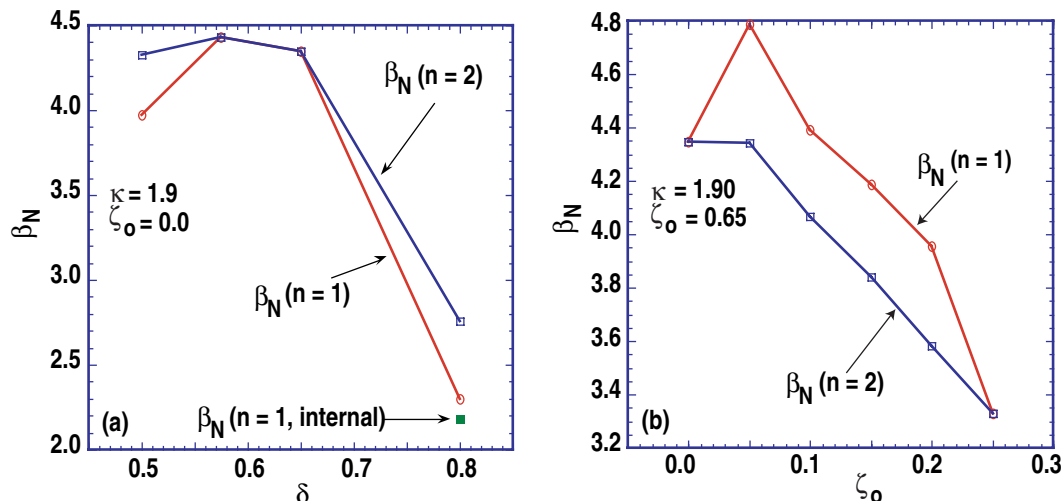 4.5
4.0
3.5
3.0
2.5
2.0
β_N
β_N (n = 2)
κ = 1.9
ζ_o = 0.0
β_N (n = 1)
β_N (n = 1, internal)
(a)
0.5
0.6
0.7
0.8
δ
4.8
4.6
4.4
4.2
4.0
3.8
3.6
3.4
3.2
β_N
β_N (n = 1)
κ = 1.90
ζ_o = 0.65
β_N (n = 2)
(b)
0.0
0.1
0.2
0.3
ζ_o